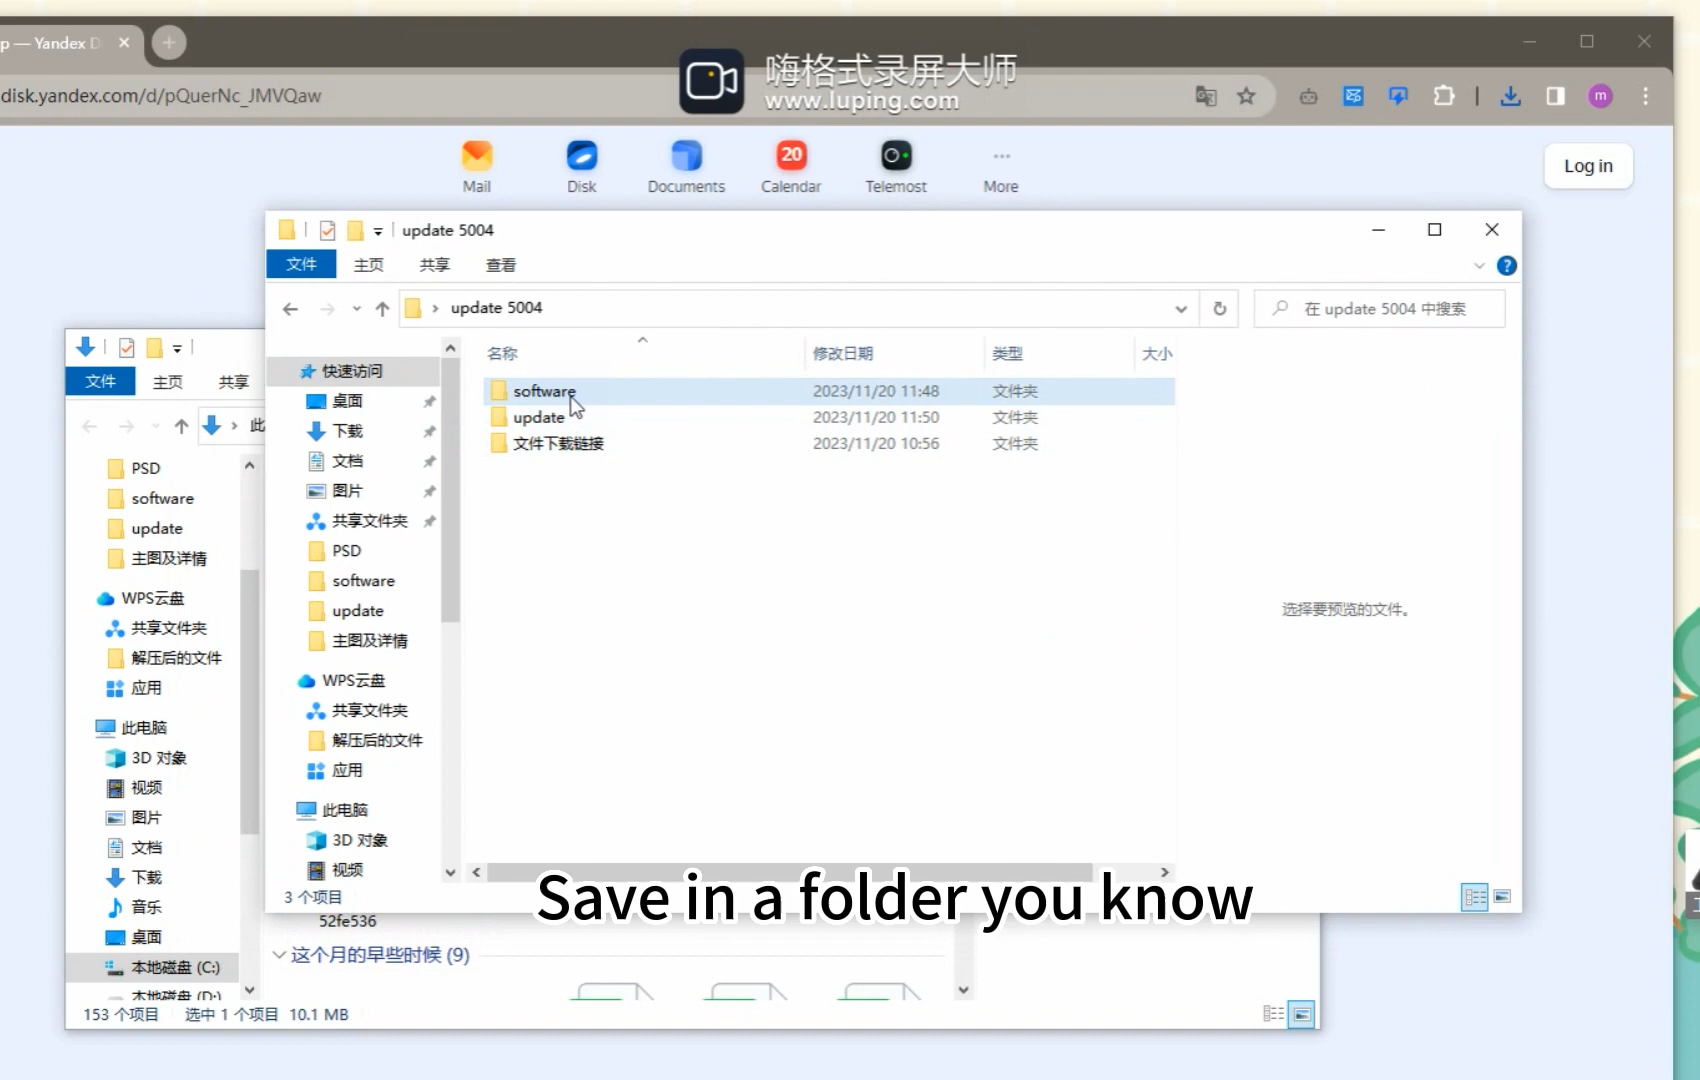 p — Yandex D
嗨格式录屏大师
www.luping.com
disk.yandex.com/d/pQuerNc_JMVQaw
m
20
Mail
Disk
Documents
Calendar
Telemost
More
Log in
update 5004
文件
主页
共享
查看
update 5004
在 update 5004 中搜索
名称
修改日期
类型
大小
software
2023/11/20 11:48
文件夹
update
2023/11/20 11:50
文件夹
文件下载链接
2023/11/20 10:56
文件夹
选择要预览的文件。
快速访问
桌面
下载
文档
图片
共享文件夹
PSD
software
update
主图及详情
WPS云盘
共享文件夹
解压后的文件
应用
此电脑
3D 对象
视频
3 个项目
文件
主页
共享
此
PSD
software
update
主图及详情
WPS云盘
共享文件夹
解压后的文件
应用
此电脑
3D 对象
视频
图片
文档
下载
音乐
桌面
本地磁盘 (C:)
本地磁盘 (D:)
52fe536
这个月的早些时候 (9)
153 个项目
选中 1 个项目
10.1 MB
Save in a folder you know